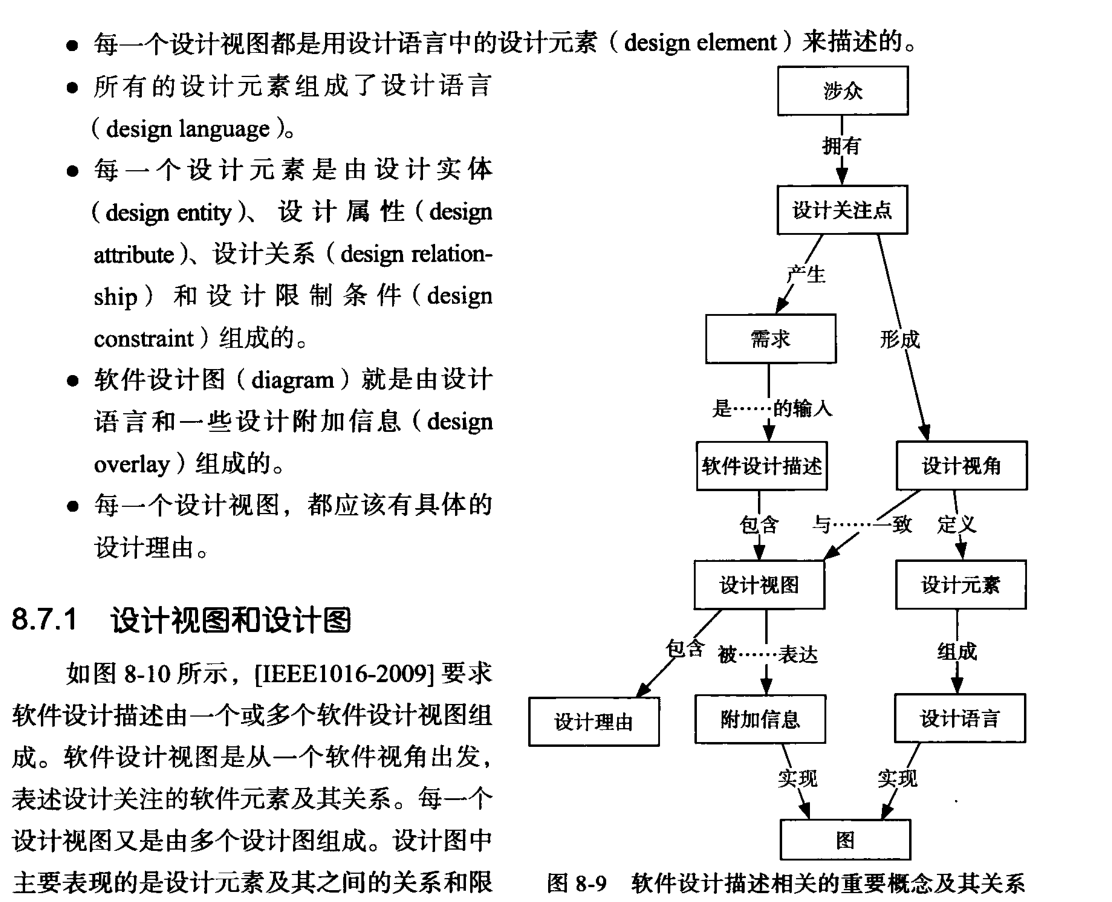 ● 每一个设计视图都是用设计语言中的设计元素（design element）来描述的。
● 所有的设计元素组成了设计语言
（design language）。
● 每一个设计元素是由设计实体
（design entity）、设计属性（design
attribute）、设计关系（design relation-
ship）和设计限制条件（design
constraint）组成的。
● 软件设计图（diagram）就是由设计
语言和一些设计附加信息（design
overlay）组成的。
● 每一个设计视图，都应该有具体的
设计理由。
8.7.1 设计视图和设计图
如图 8-10 所示，[IEEE1016-2009] 要求
软件设计描述由一个或多个软件设计视图组
成。软件设计视图是从一个软件视角出发，
表述设计关注的软件元素及其关系。每一个
设计视图又是由多个设计图组成。设计图中
主要表现的是设计元素及其之间的关系和限
涉众
拥有
设计关注点
产生
需求
形成
是……的输入
软件设计描述
设计视角
包含
与……一致
定义
设计视图
设计元素
包含
被……表达
组成
设计理由
附加信息
设计语言
实现
实现
图
图 8-9 软件设计描述相关的重要概念及其关系